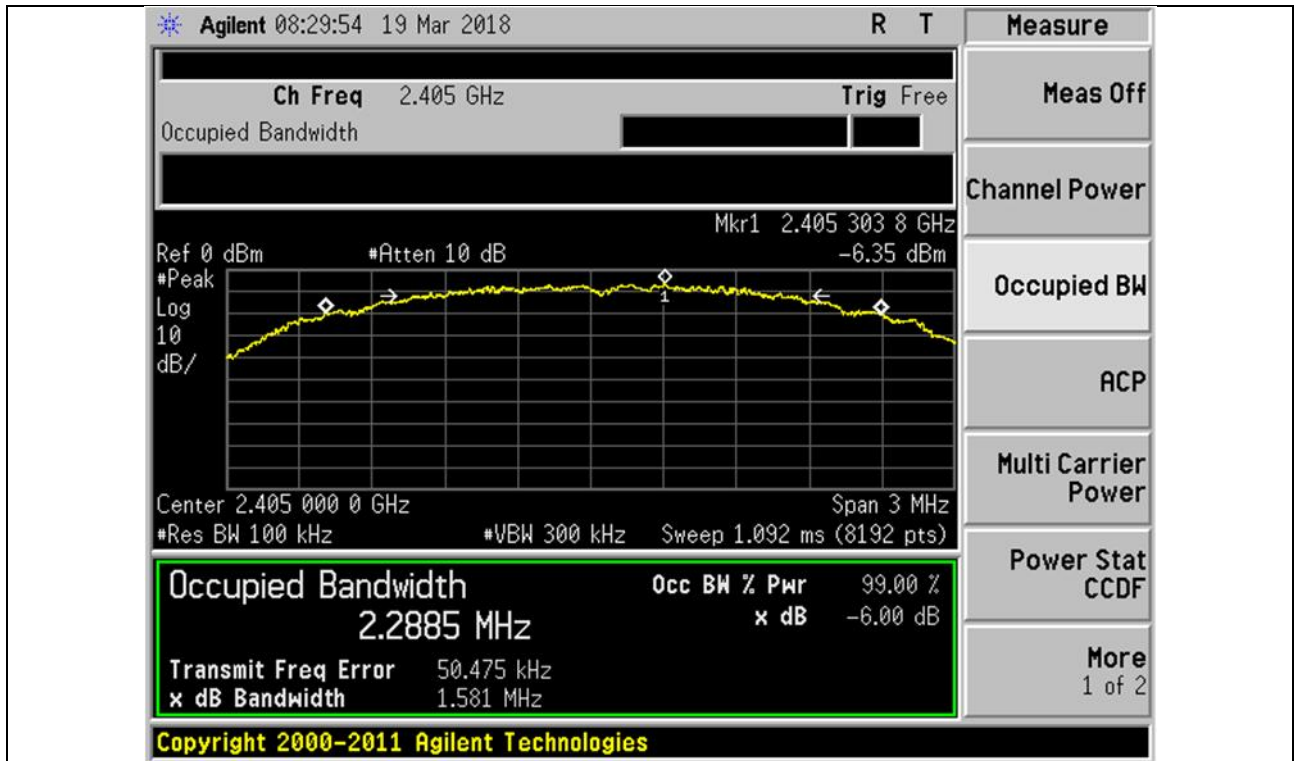 Agilent 08:29:54 19 Mar 2018 R T Measure
Ch Freq 2.405 GHz Trig Free
Meas Off
Occupied Bandwidth
Channel Power
Mkr1 2.405 303 8 GHz
Ref 0 dBm #Atten 10 dB -6.35 dBm
#Peak
Occupied BW
1
Log
10
dB/
ACP
Multi Carrier
Power
Center 2.405 000 0 GHz Span 3 MHz
#Res BW 100 kHz #VBW 300 kHz Sweep 1.092 ms (8192 pts)
Power Stat
CCDF
Occupied Bandwidth Occ BW % Pwr 99.00 %
2.2885 MHz x dB -6.00 dB
Transmit Freq Error 50.475 kHz
x dB Bandwidth 1.581 MHz
More
1 of 2
Copyright 2000-2011 Agilent Technologies